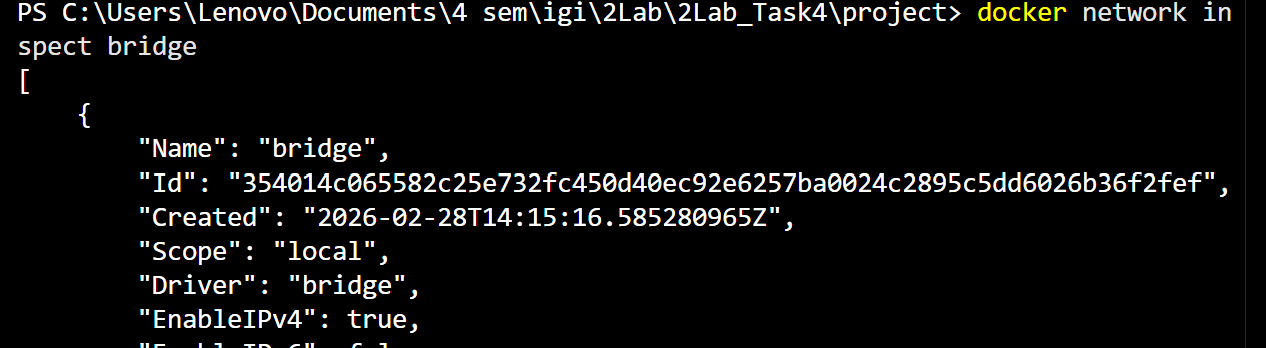 PS C:\Users\Lenovo\Documents\4 sem\igi\2Lab\2Lab_Task4\project> docker network in
spect bridge
[
    {
        "Name": "bridge",
        "Id": "354014c065582c25e732fc450d40ec92e6257ba0024c2895c5dd6026b36f2fef",
        "Created": "2026-02-28T14:15:16.585280965Z",
        "Scope": "local",
        "Driver": "bridge",
        "EnableIPv4": true,